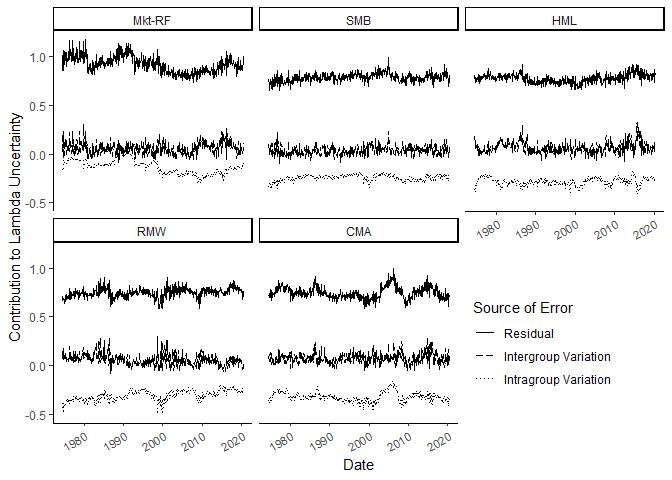 Mkt-RF
SMB
HML
1.0
0.5
0.0
-0.5
1980
1990
2000
2010
2020
RMW
CMA
1.0
0.5
0.0
-0.5
1980
1990
2000
2010
2020
1980
1990
2000
2010
2020
Contribution to Lambda Uncertainty
Date
Source of Error
Residual
Intergroup Variation
Intragroup Variation